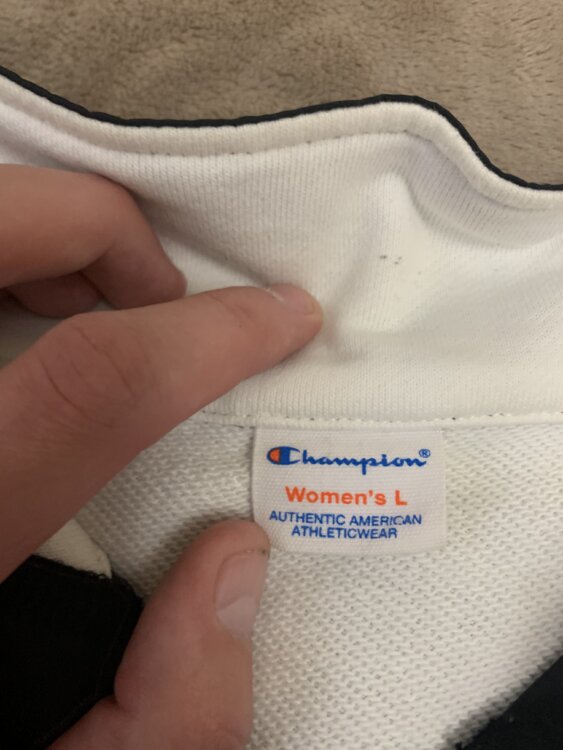 Champion®
Women's L
AUTHENTIC AMERICAN
ATHLETICWEAR